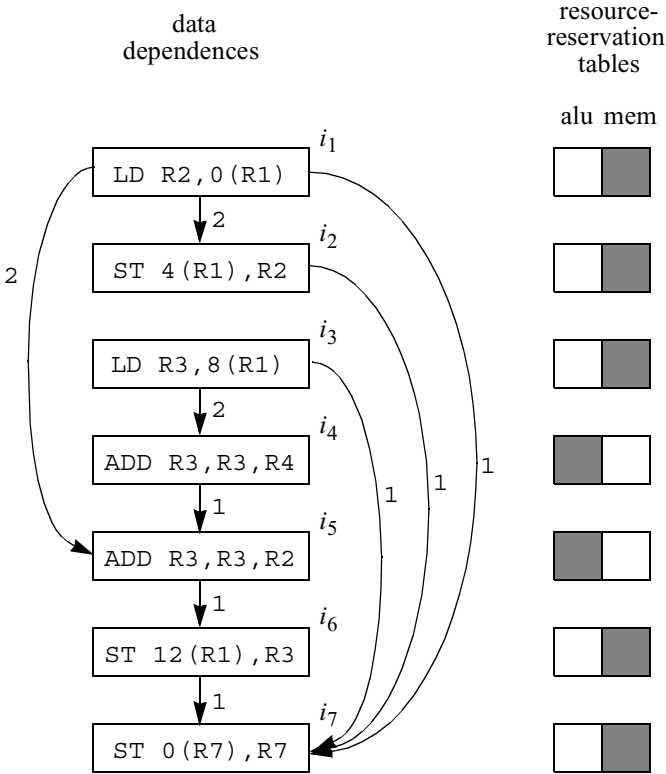 data
dependences
resource-
reservation
tables
alu mem
i1
LD R2,0(R1)
2
i2
ST 4(R1),R2
2
i3
LD R3,8(R1)
2
i4
ADD R3,R3,R4
1
1
1
1
i5
ADD R3,R3,R2
1
i6
ST 12(R1),R3
1
i7
ST 0(R7),R7